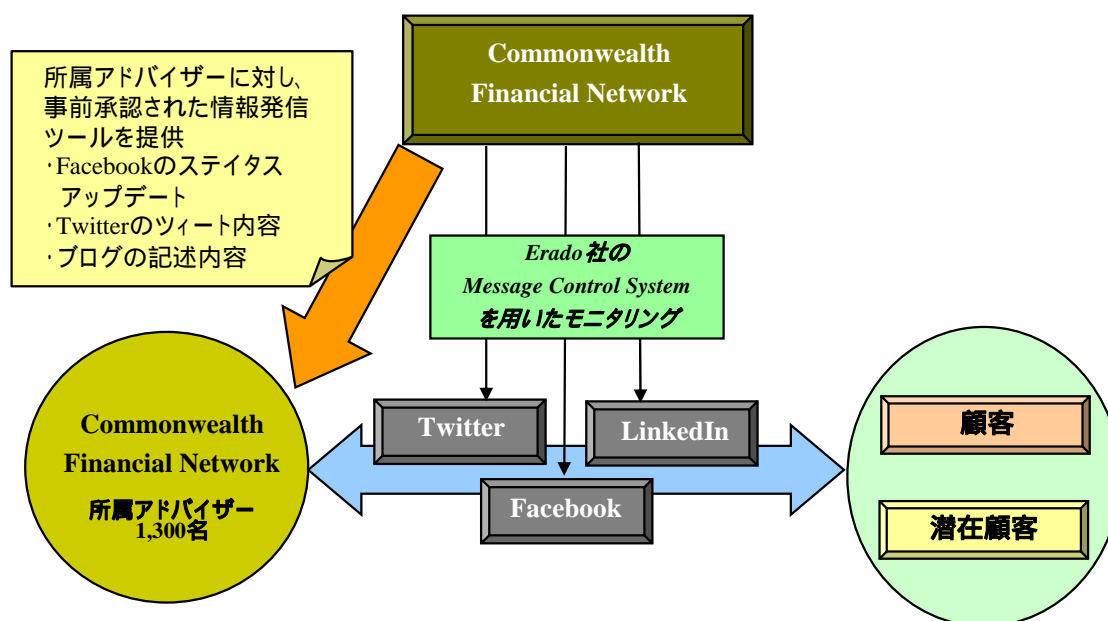 Commonwealth
Financial Network
所属アドバイザーに対し、
事前承認された情報発信
ツールを提供
·Facebookのステイタス
アップデート
·Twitterのツィート内容
·ブログの記述内容
Erado社の
Message Control System
を用いたモニタリング
Commonwealth
Financial Network
所属アドバイザー
1,300名
Twitter
LinkedIn
Facebook
顧客
潜在顧客